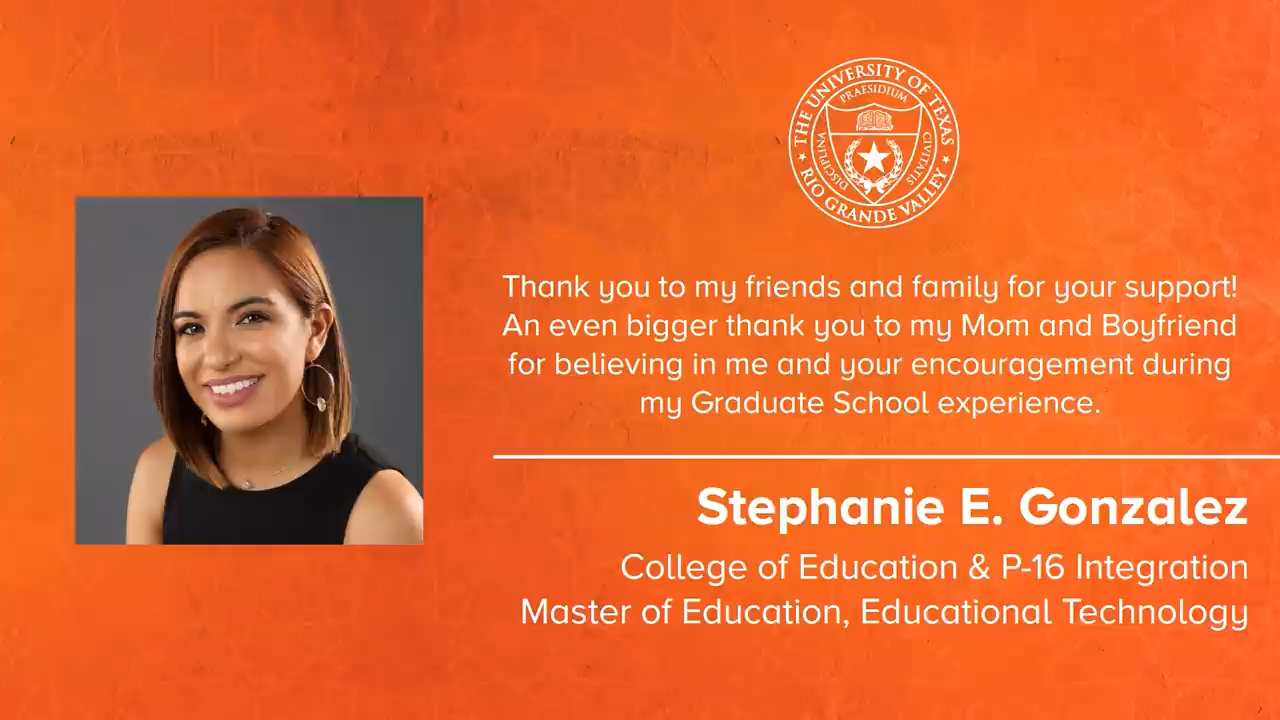 THE UNIVERSITY OF TEXAS
PRAESIDIUM
DISCIPLINA
CIVITATIS
RIO GRANDE VALLEY
Thank you to my friends and family for your support!
An even bigger thank you to my Mom and Boyfriend
for believing in me and your encouragement during
my Graduate School experience.
Stephanie E. Gonzalez
College of Education & P-16 Integration
Master of Education, Educational Technology